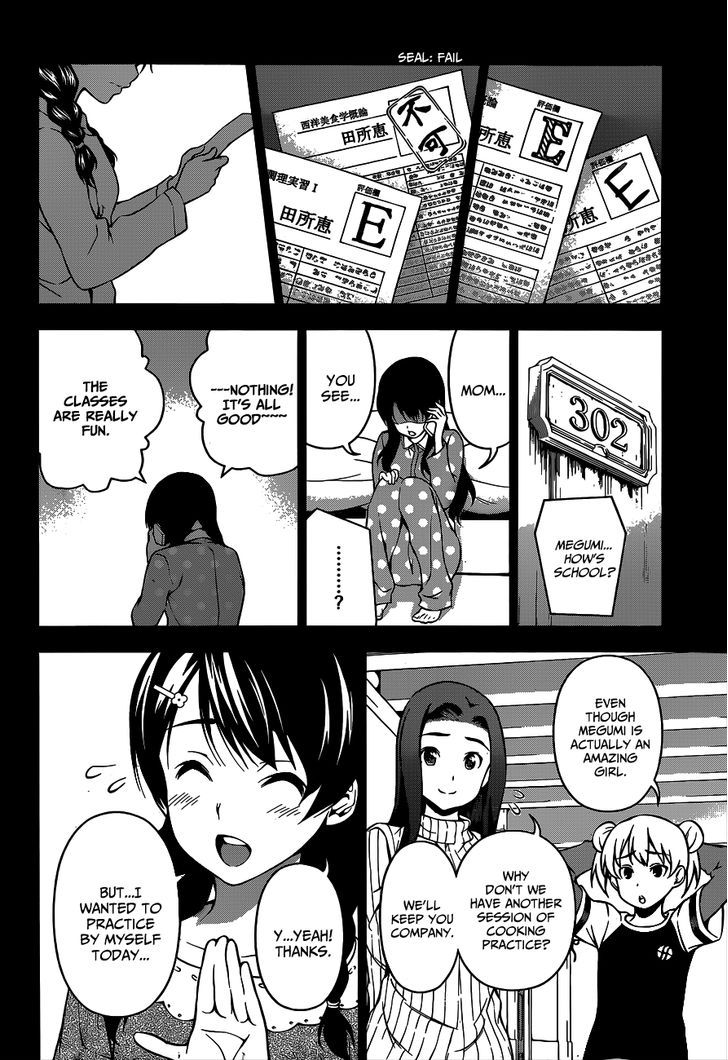 SEAL: FAIL
評価欄
E
田所恵
E
西洋美食学概論
不可
田所恵
調理実習Ⅰ
評価欄
田所恵
E
302
MEGUMI...
HOW'S
SCHOOL?
MOM...
YOU
SEE...
.........?
~~~NOTHING!
IT'S ALL
GOOD~~~
THE
CLASSES
ARE REALLY
FUN.
EVEN
THOUGH
MEGUMI IS
ACTUALLY AN
AMAZING
GIRL.
WHY
DON'T WE
HAVE ANOTHER
SESSION OF
COOKING
PRACTICE?
WE'LL
KEEP YOU
COMPANY.
Y...YEAH!
THANKS.
BUT...I
WANTED TO
PRACTICE
BY MYSELF
TODAY...